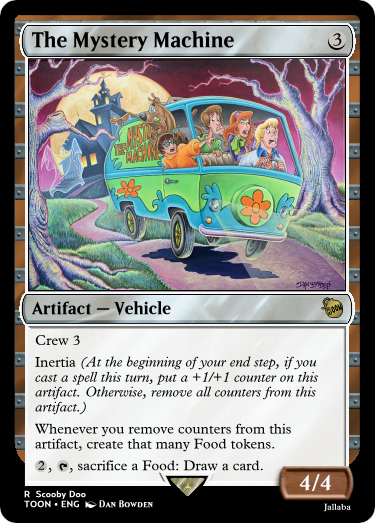 The Mystery Machine 3
THE MYSTERY MACHINE
Artifact — Vehicle
Crew 3
Inertia (At the beginning of your end step, if you
cast a spell this turn, put a +1/+1 counter on this
artifact. Otherwise, remove all counters from this
artifact.)
Whenever you remove counters from this
artifact, create that many Food tokens.
2, T, sacrifice a Food: Draw a card.
4/4
R Scooby Doo
TOON • ENG Dan Bowden
Jallaba